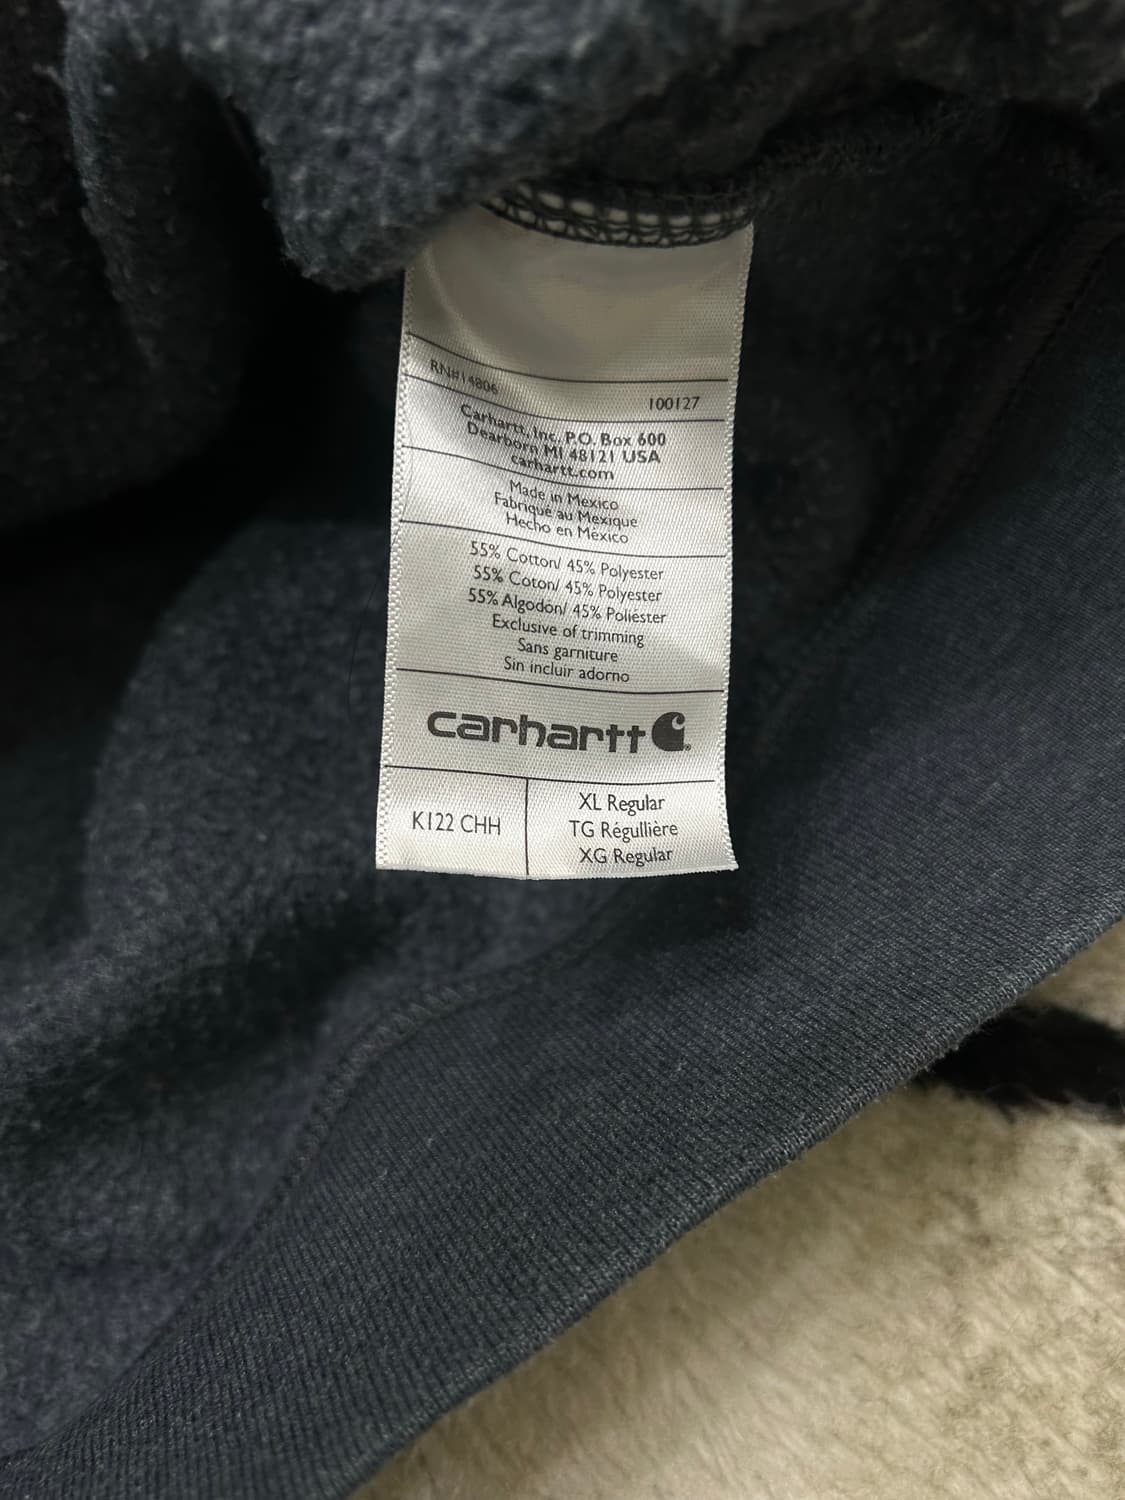 RN#14806
100127
Carhartt, Inc. P.O. Box 600
Dearborn MI 48121 USA
carhartt.com
Made in Mexico
Fabriqué au Mexique
Hecho en México
55% Cotton/ 45% Polyester
55% Coton/ 45% Polyester
55% Algodón/ 45% Poliéster
Exclusive of trimming
Sans garniture
Sin incluir adorno
carhartt
K122 CHH
XL Regular
TG Régullière
XG Regular